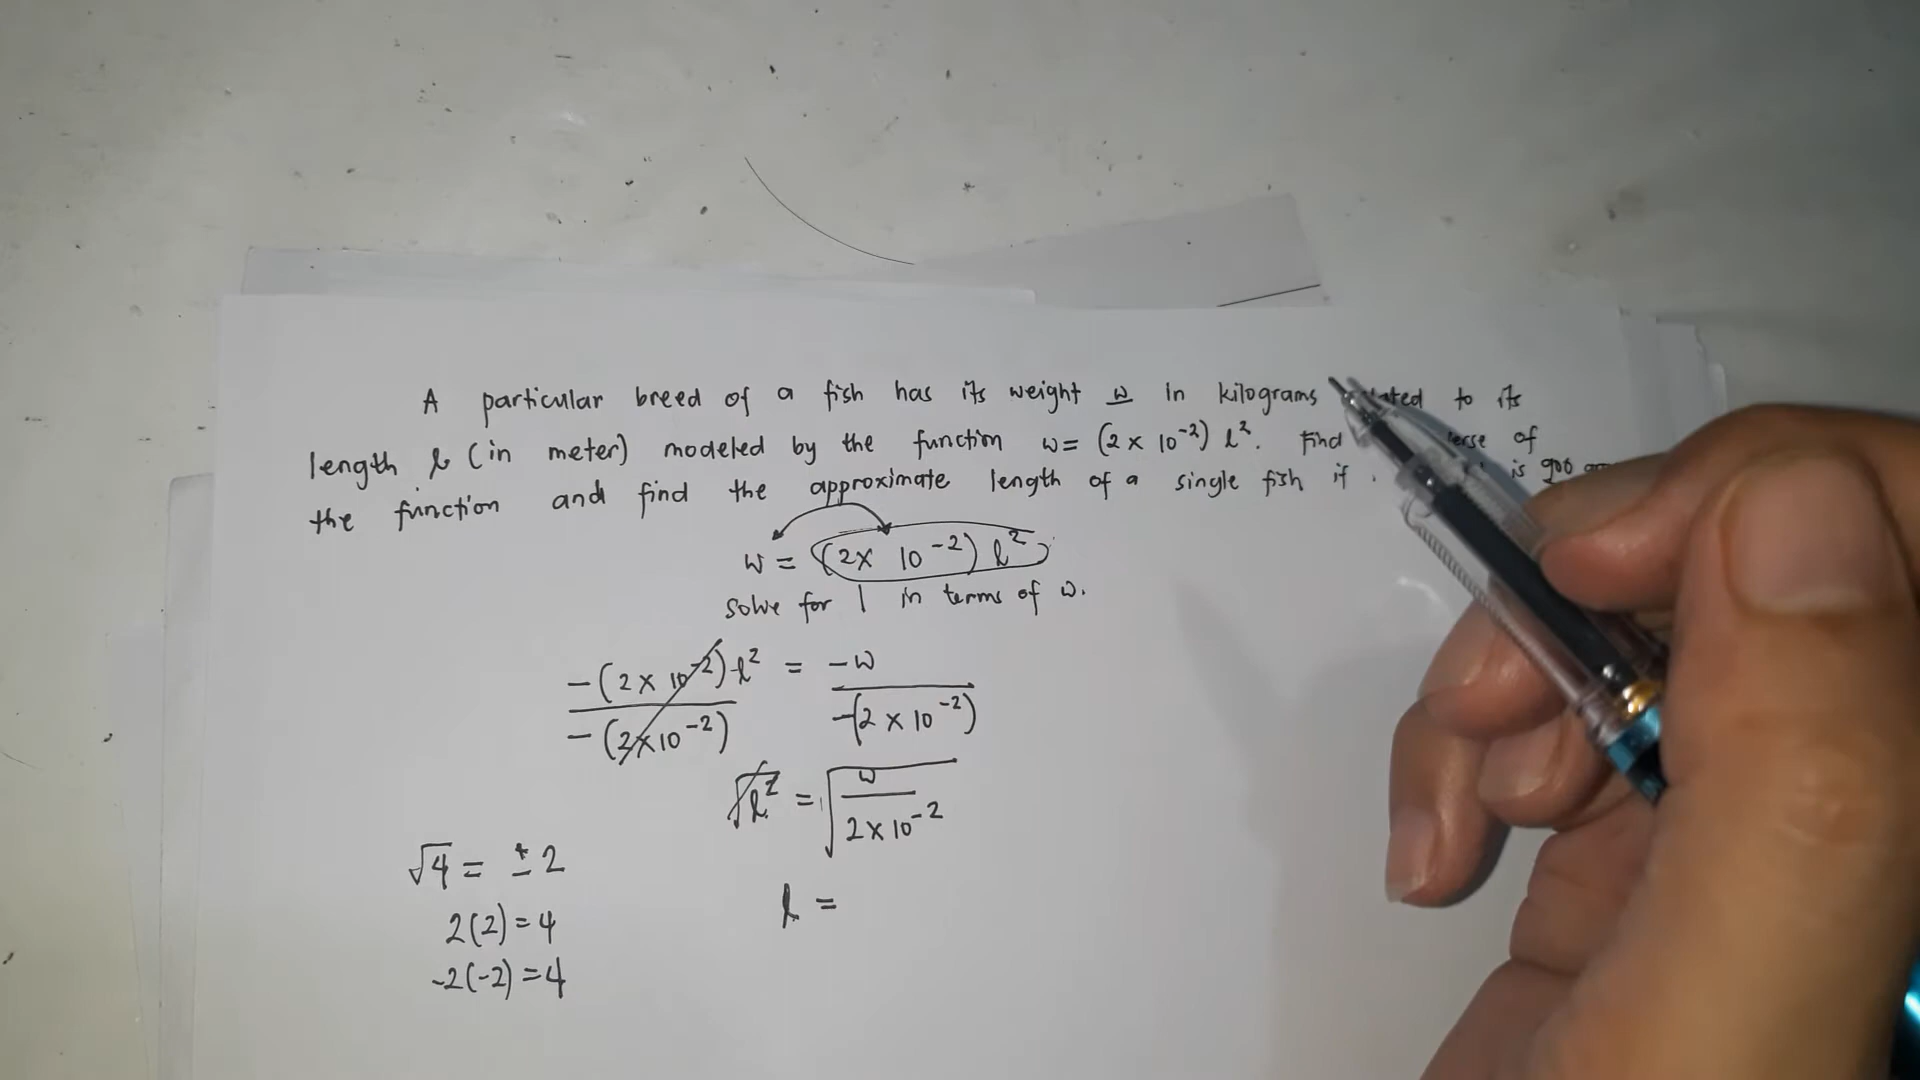 A particular breed of a fish has its weight w in kilograms to its
length l (in meter) modeled by the function w = (2 x 10⁻²) l². Find of
the function and find the approximate length of a single fish if is 900
w = (2x 10⁻²) l²
solve for l in terms of w.
-(2 x 10⁻²) l² = -w
-(2x10⁻²) -(2 x 10⁻²)
√l² = √w
2 x 10⁻²
√4 = ±2
l =
2(2) = 4
-2(-2) = 4